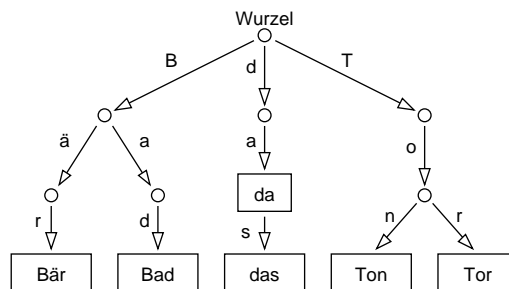 Wurzel
B d T
ä a a o
da
r d s n r
Bär Bad das Ton Tor